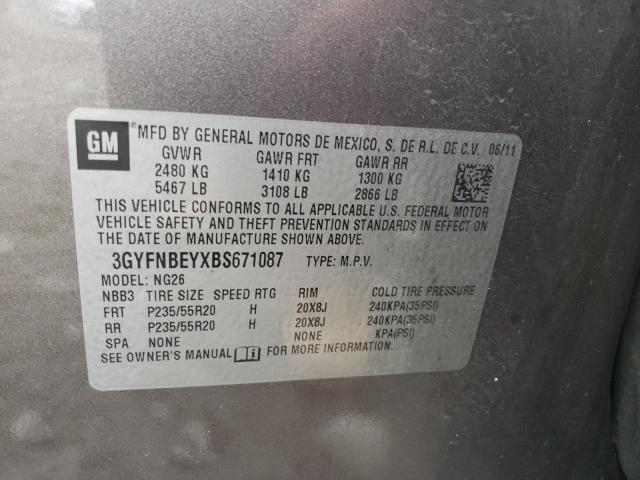 GM
MFD BY GENERAL MOTORS DE MEXICO, S. DE R.L. DE C.V. 06/11
GVWR GAWR FRT GAWR RR
2480 KG 1410 KG 1300 KG
5467 LB 3108 LB 2866 LB
THIS VEHICLE CONFORMS TO ALL APPLICABLE U.S. FEDERAL MOTOR
VEHICLE SAFETY AND THEFT PREVENTION STANDARDS IN EFFECT ON
THE DATE OF MANUFACTURE SHOWN ABOVE.
3GYFNBEYXBS671087 TYPE: M.P.V.
MODEL: NG26
NBB3 TIRE SIZE SPEED RTG RIM COLD TIRE PRESSURE
FRT P235/55R20 H 20X8J 240KPA(35PSI)
RR P235/55R20 H 20X8J 240KPA(35PSI)
SPA NONE NONE KPA(PSI)
SEE OWNER'S MANUAL FOR MORE INFORMATION.